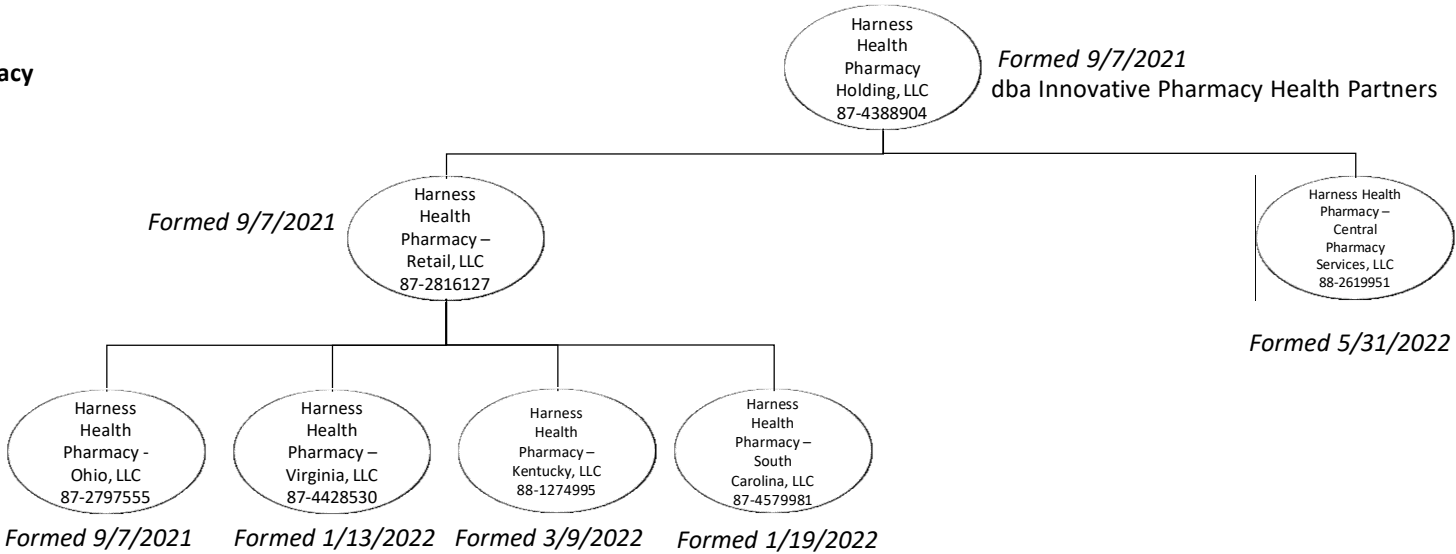 acy
Harness
Health
Pharmacy
Holding, LLC
87-4388904
Formed 9/7/2021
dba Innovative Pharmacy Health Partners
Formed 9/7/2021
Harness
Health
Pharmacy –
Retail, LLC
87-2816127
Harness Health
Pharmacy –
Central
Pharmacy
Services, LLC
88-2619951
Formed 5/31/2022
Harness
Health
Pharmacy -
Ohio, LLC
87-2797555
Formed 9/7/2021
Harness
Health
Pharmacy –
Virginia, LLC
87-4428530
Formed 1/13/2022
Harness
Health
Pharmacy –
Kentucky, LLC
88-1274995
Formed 3/9/2022
Harness
Health
Pharmacy –
South
Carolina, LLC
87-4579981
Formed 1/19/2022